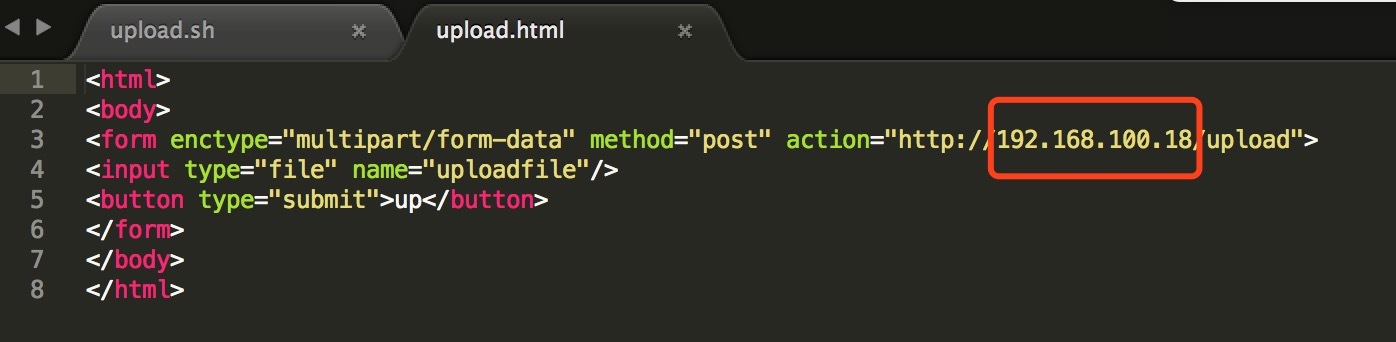 upload.sh × upload.html ×
1 <html>
2 <body>
3 <form enctype="multipart/form-data" method="post" action="http://192.168.100.18/upload">
4 <input type="file" name="uploadfile"/>
5 <button type="submit">up</button>
6 </form>
7 </body>
8 </html>